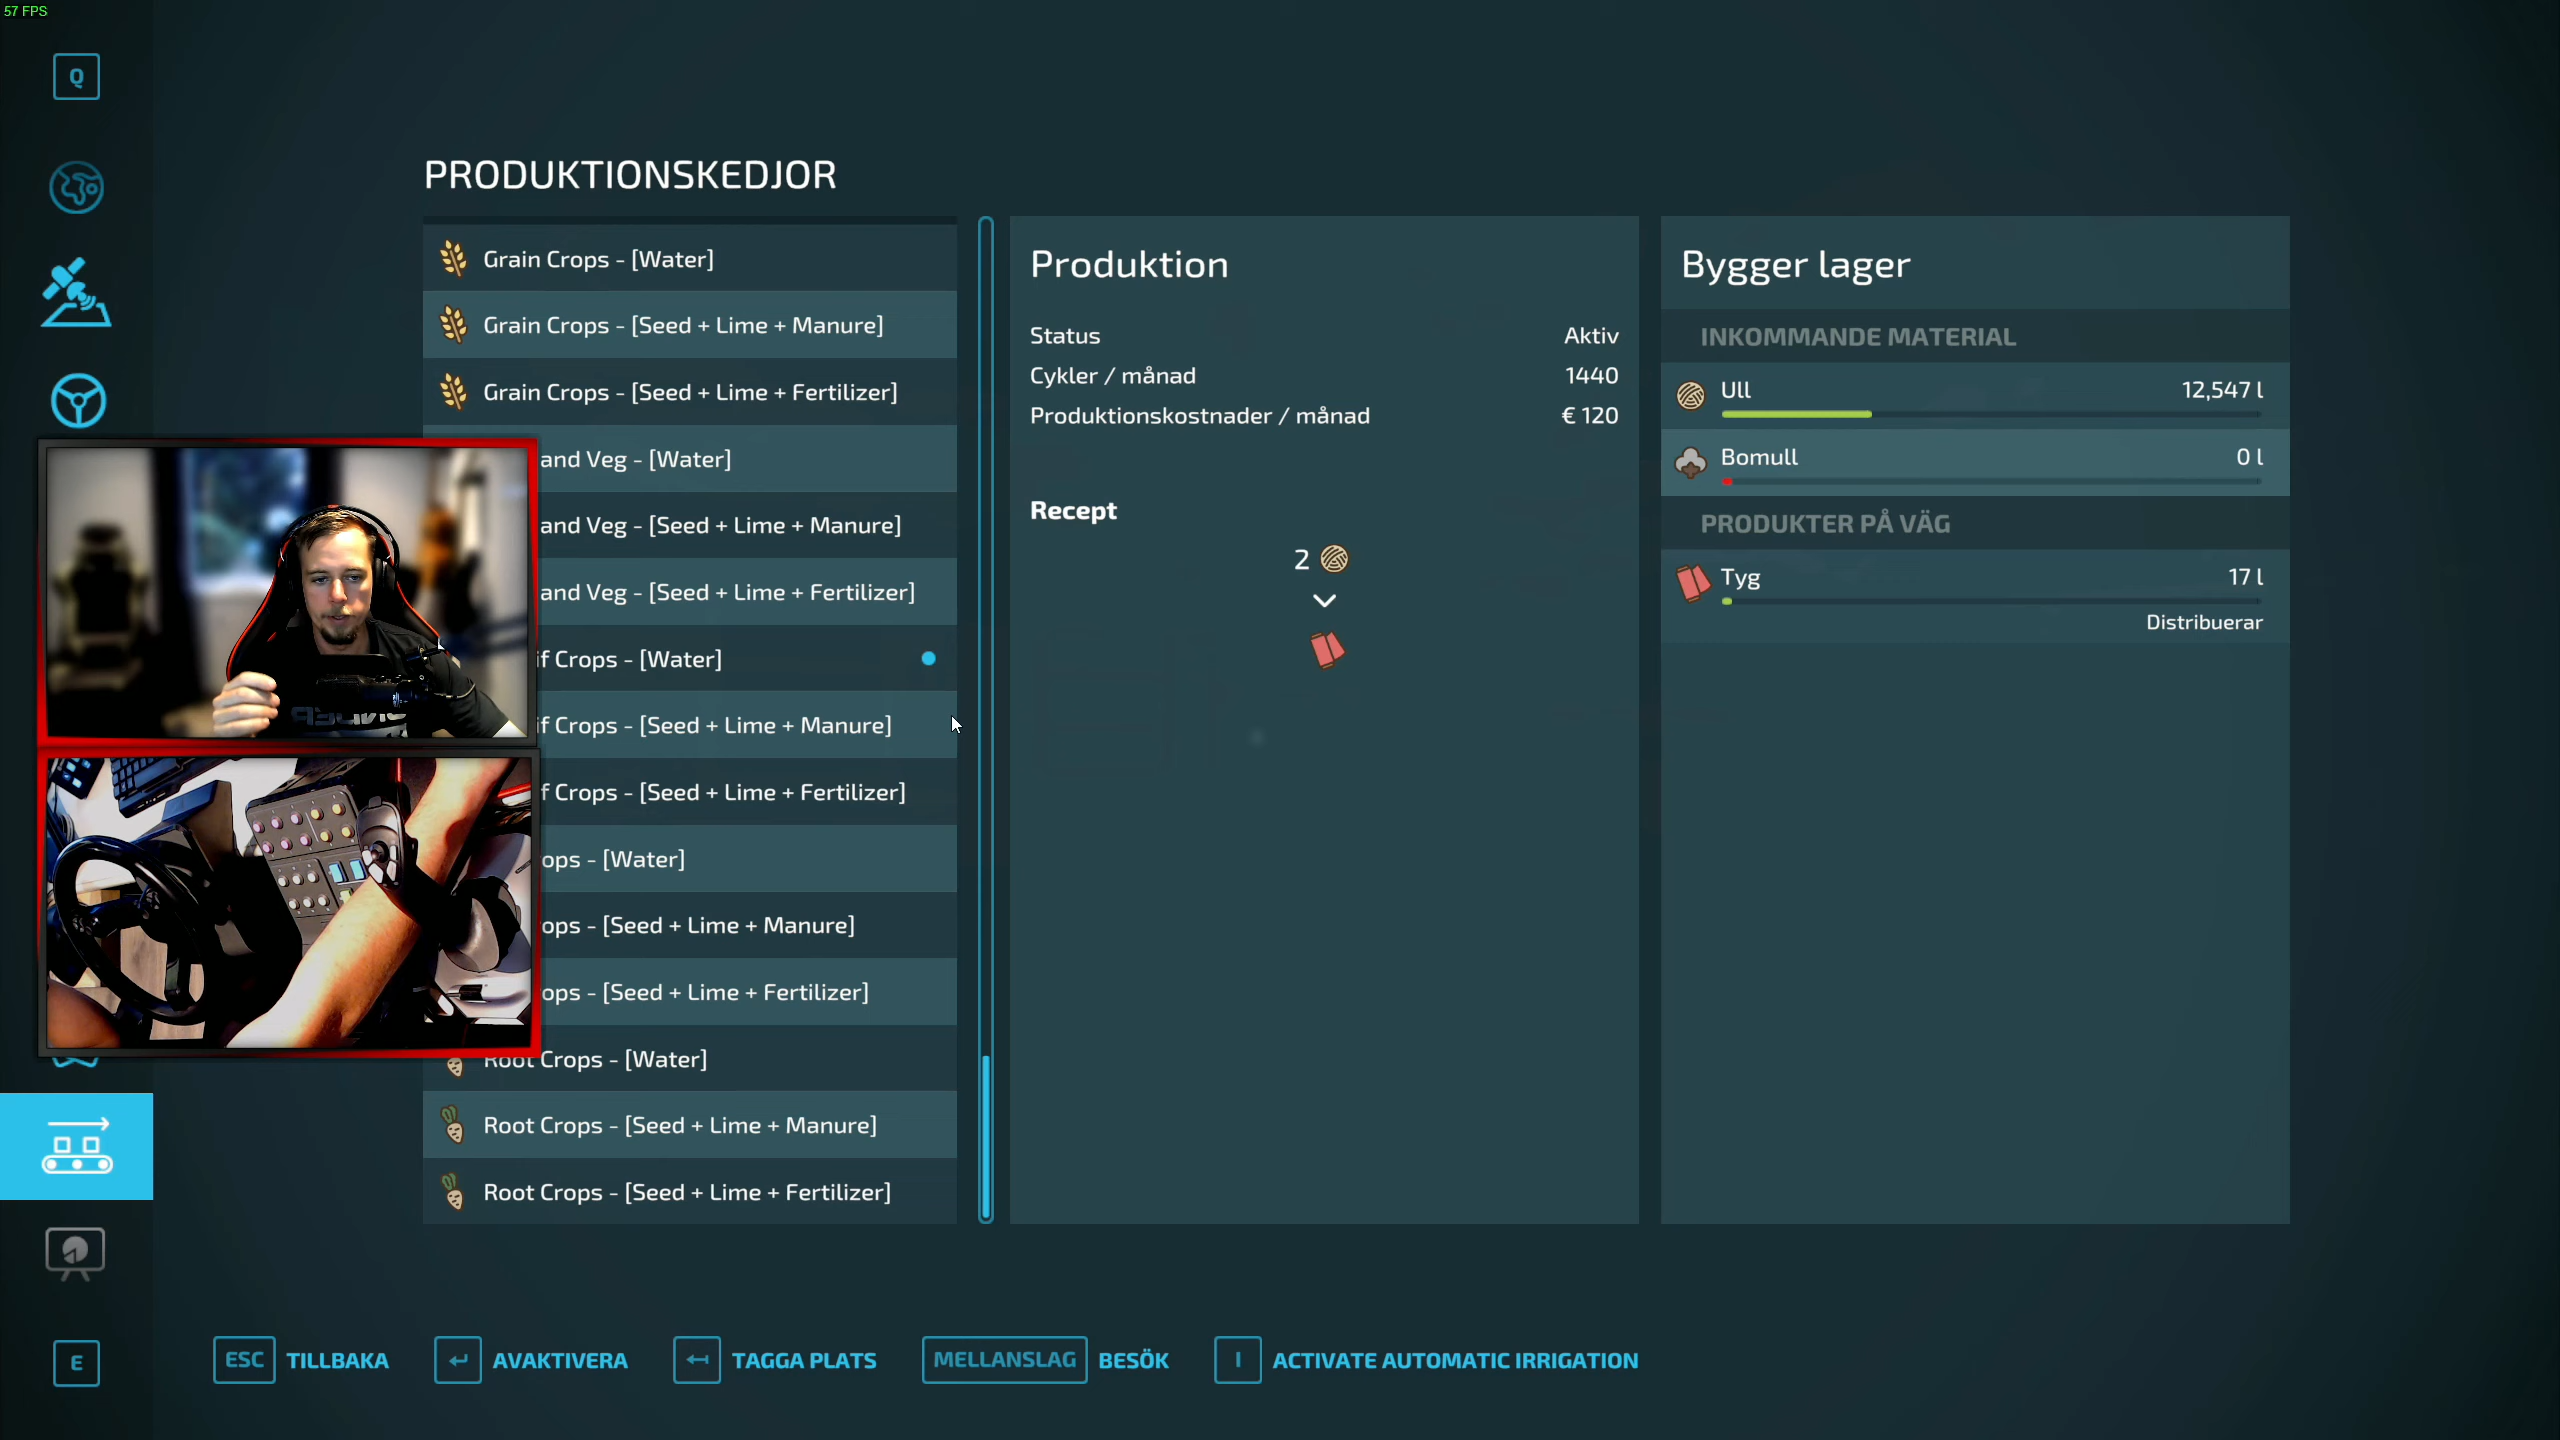 57 FPS
Q
PRODUKTIONSKEDJOR
Grain Crops - [Water]
Grain Crops - [Seed + Lime + Manure]
Grain Crops - [Seed + Lime + Fertilizer]
and Veg - [Water]
and Veg - [Seed + Lime + Manure]
and Veg - [Seed + Lime + Fertilizer]
if Crops - [Water]
if Crops - [Seed + Lime + Manure]
f Crops - [Seed + Lime + Fertilizer]
ops - [Water]
ops - [Seed + Lime + Manure]
ops - [Seed + Lime + Fertilizer]
Root Crops - [Water]
Root Crops - [Seed + Lime + Manure]
Root Crops - [Seed + Lime + Fertilizer]
Produktion
Status Aktiv
Cykler / månad 1440
Produktionskostnader / månad € 120
Recept
2
Bygger lager
INKOMMANDE MATERIAL
Ull 12,547 l
Bomull 0 l
PRODUKTER PÅ VÄG
Tyg 17 l
Distribuerar
E
ESC TILLBAKA
AVAKTIVERA
TAGGA PLATS
MELLANSLAG BESÖK
I ACTIVATE AUTOMATIC IRRIGATION